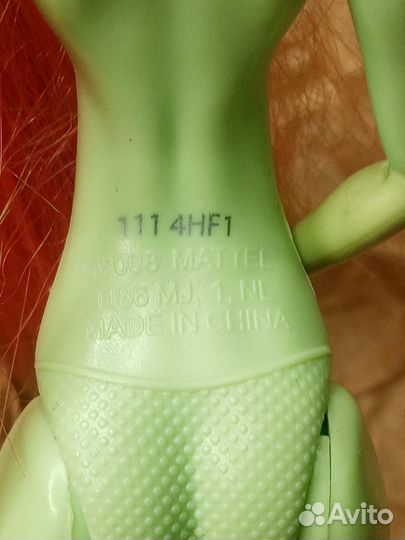 111 4HF1
©2008 MATTEL
1186 MJ, 1, NL
MADE IN CHINA
Avito